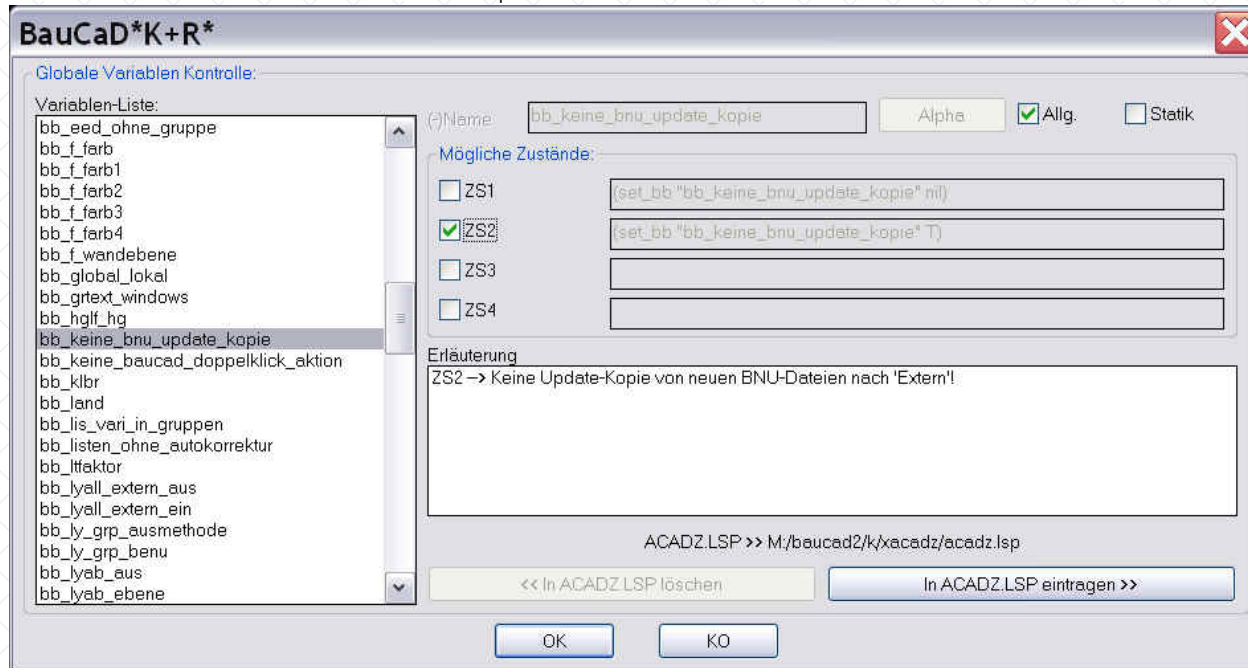 BauCaD*K+R*
Globale Variablen Kontrolle:
Variablen-Liste:
bb_eed_ohne_gruppe
bb_f_farb
bb_f_farb1
bb_f_farb2
bb_f_farb3
bb_f_farb4
bb_f_wandebene
bb_global_lokal
bb_grtext_windows
bb_hglf_hg
bb_keine_bnu_update_kopie
bb_keine_baucad_doppelklick_aktion
bb_klbr
bb_land
bb_lis_vari_in_gruppen
bb_listen_ohne_autokorrektur
bb_ltfaktor
bb_lyall_extern_aus
bb_lyall_extern_ein
bb_ly_grp_ausmethode
bb_ly_grp_benu
bb_lyab_aus
bb_lyab_ebene
(-)Name bb_keine_bnu_update_kopie Alpha Allg. Statik
Mögliche Zustände:
ZS1 (set_bb "bb_keine_bnu_update_kopie" nil)
ZS2 (set_bb "bb_keine_bnu_update_kopie" T)
ZS3
ZS4
Erläuterung
ZS2 --> Keine Update-Kopie von neuen BNU-Dateien nach 'Extern'!
ACADZ.LSP >> M:/baucad2/k/xacadz/acadz.lsp
<< In ACADZ.LSP löschen In ACADZ.LSP eintragen >>
OK KO